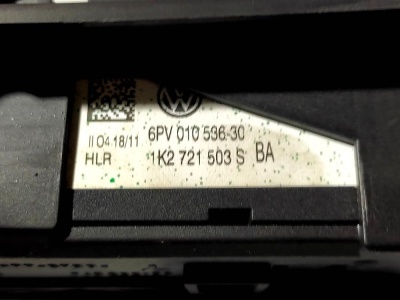 6PV 010 536-30
II 04 18/11
HLR 1K2 721 503 S BA